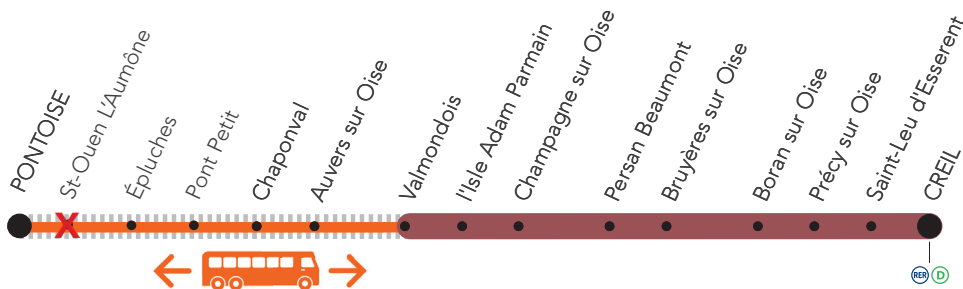 PONTOISE
St-Ouen L'Aumône
Épluches
Pont Petit
Chaponval
Auvers sur Oise
Valmondois
l'Isle Adam Parmain
Champagne sur Oise
Persan Beaumont
Bruyères sur Oise
Boran sur Oise
Précy sur Oise
Saint-Leu d'Esserent
CREIL
RER D